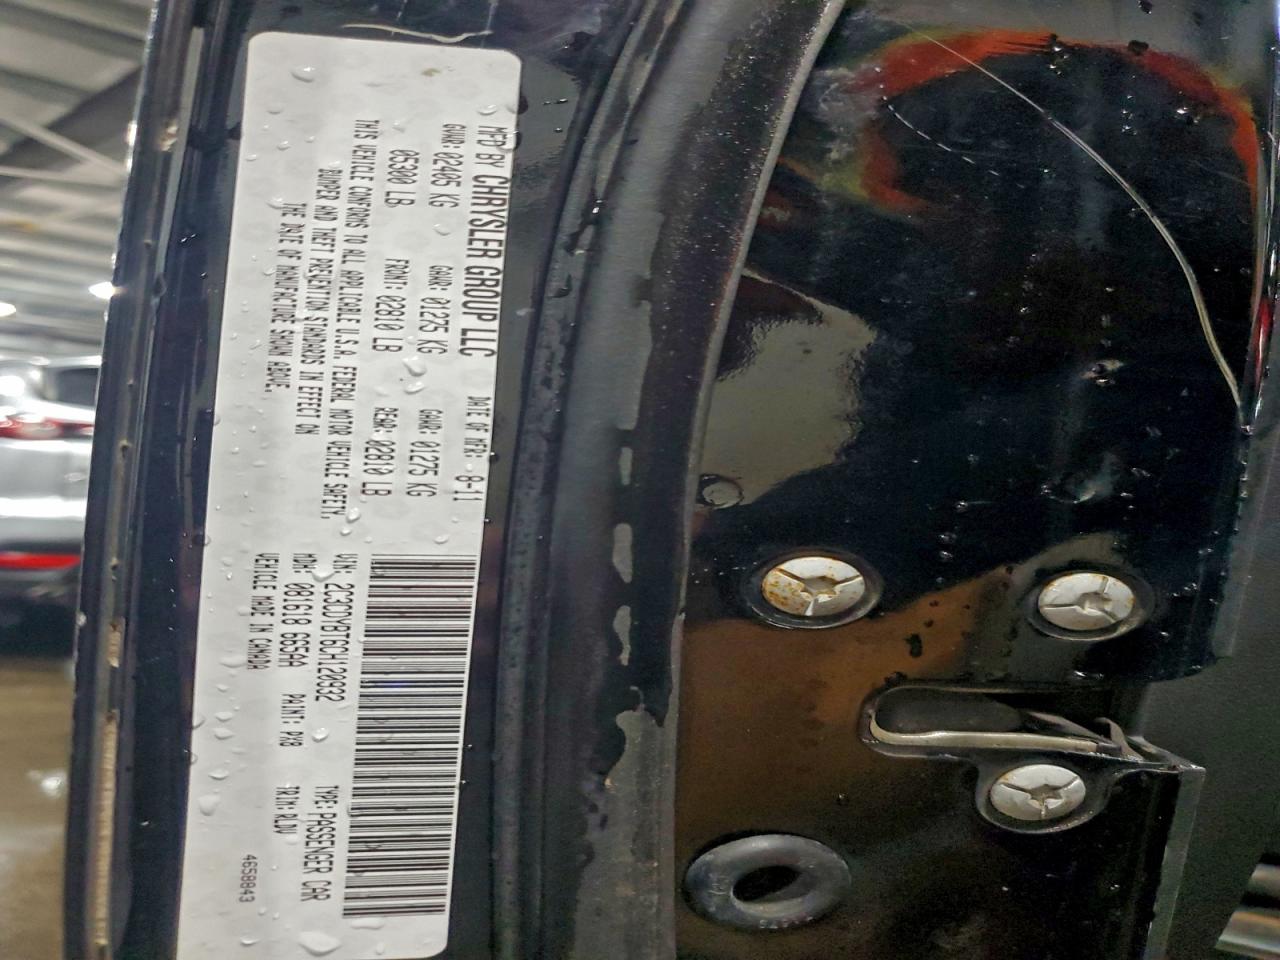 MFD BY CHRYSLER GROUP LLC DATE OF MFR: 8-11
GVWR: 02405 KG GAWR: 01275 KG GAWR: 01275 KG
05300 LB FRONT: 02810 LB REAR: 02810 LB
THIS VEHICLE CONFORMS TO ALL APPLICABLE U.S.A. FEDERAL MOTOR VEHICLE SAFETY,
BUMPER AND THEFT PREVENTION STANDARDS IN EFFECT ON
THE DATE OF MANUFACTURE SHOWN ABOVE.
VIN: 2C3CDYBT6CH120932 TYPE: PASSENGER CAR
MDH: 081618 665AA PAINT: PX8 TRIM: RLDV
VEHICLE MADE IN CANADA
4658843